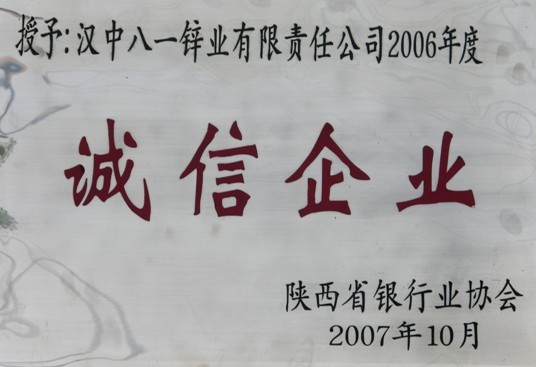 授予:汉中八一锌业有限责任公司2006年度
诚信企业
陕西省银行业协会
2007年10月